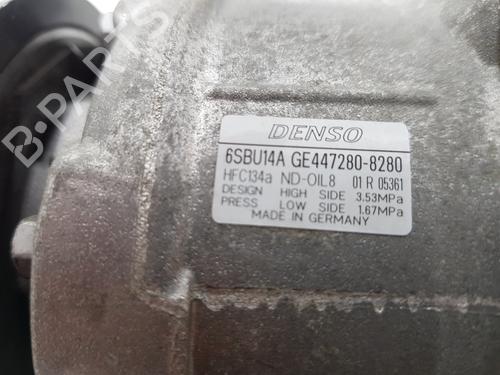 DENSO
6SBU14A GE447280-8280
HFC134a ND-OIL8 01 R 05361
DESIGN HIGH SIDE 3.53MPa
PRESS LOW SIDE 1.67MPa
MADE IN GERMANY
B-PARTS